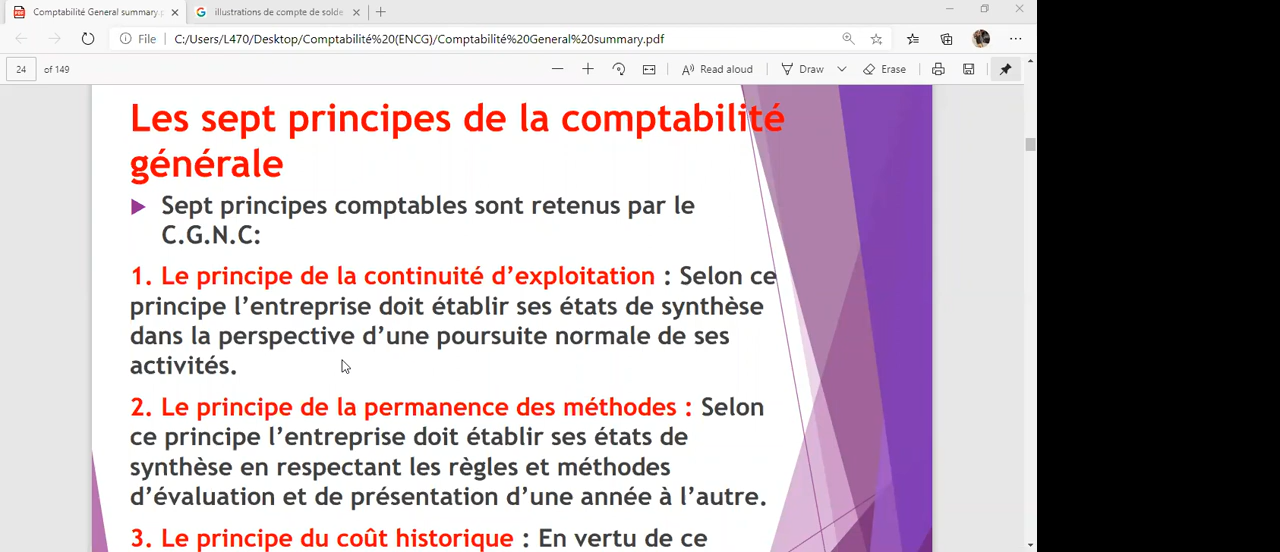 Comptabilité General summary.p
illustrations de compte de solde
File
C:/Users/L470/Desktop/Comptabilité%20(ENCG)/Comptabilité%20General%20summary.pdf
24 of 149
Read aloud
Draw
Erase
Les sept principes de la comptabilité
générale
Sept principes comptables sont retenus par le
C.G.N.C:
1. Le principe de la continuité d’exploitation : Selon ce
principe l’entreprise doit établir ses états de synthèse
dans la perspective d’une poursuite normale de ses
activités.
2. Le principe de la permanence des méthodes : Selon
ce principe l’entreprise doit établir ses états de
synthèse en respectant les règles et méthodes
d’évaluation et de présentation d’une année à l’autre.
3. Le principe du coût historique : En vertu de ce